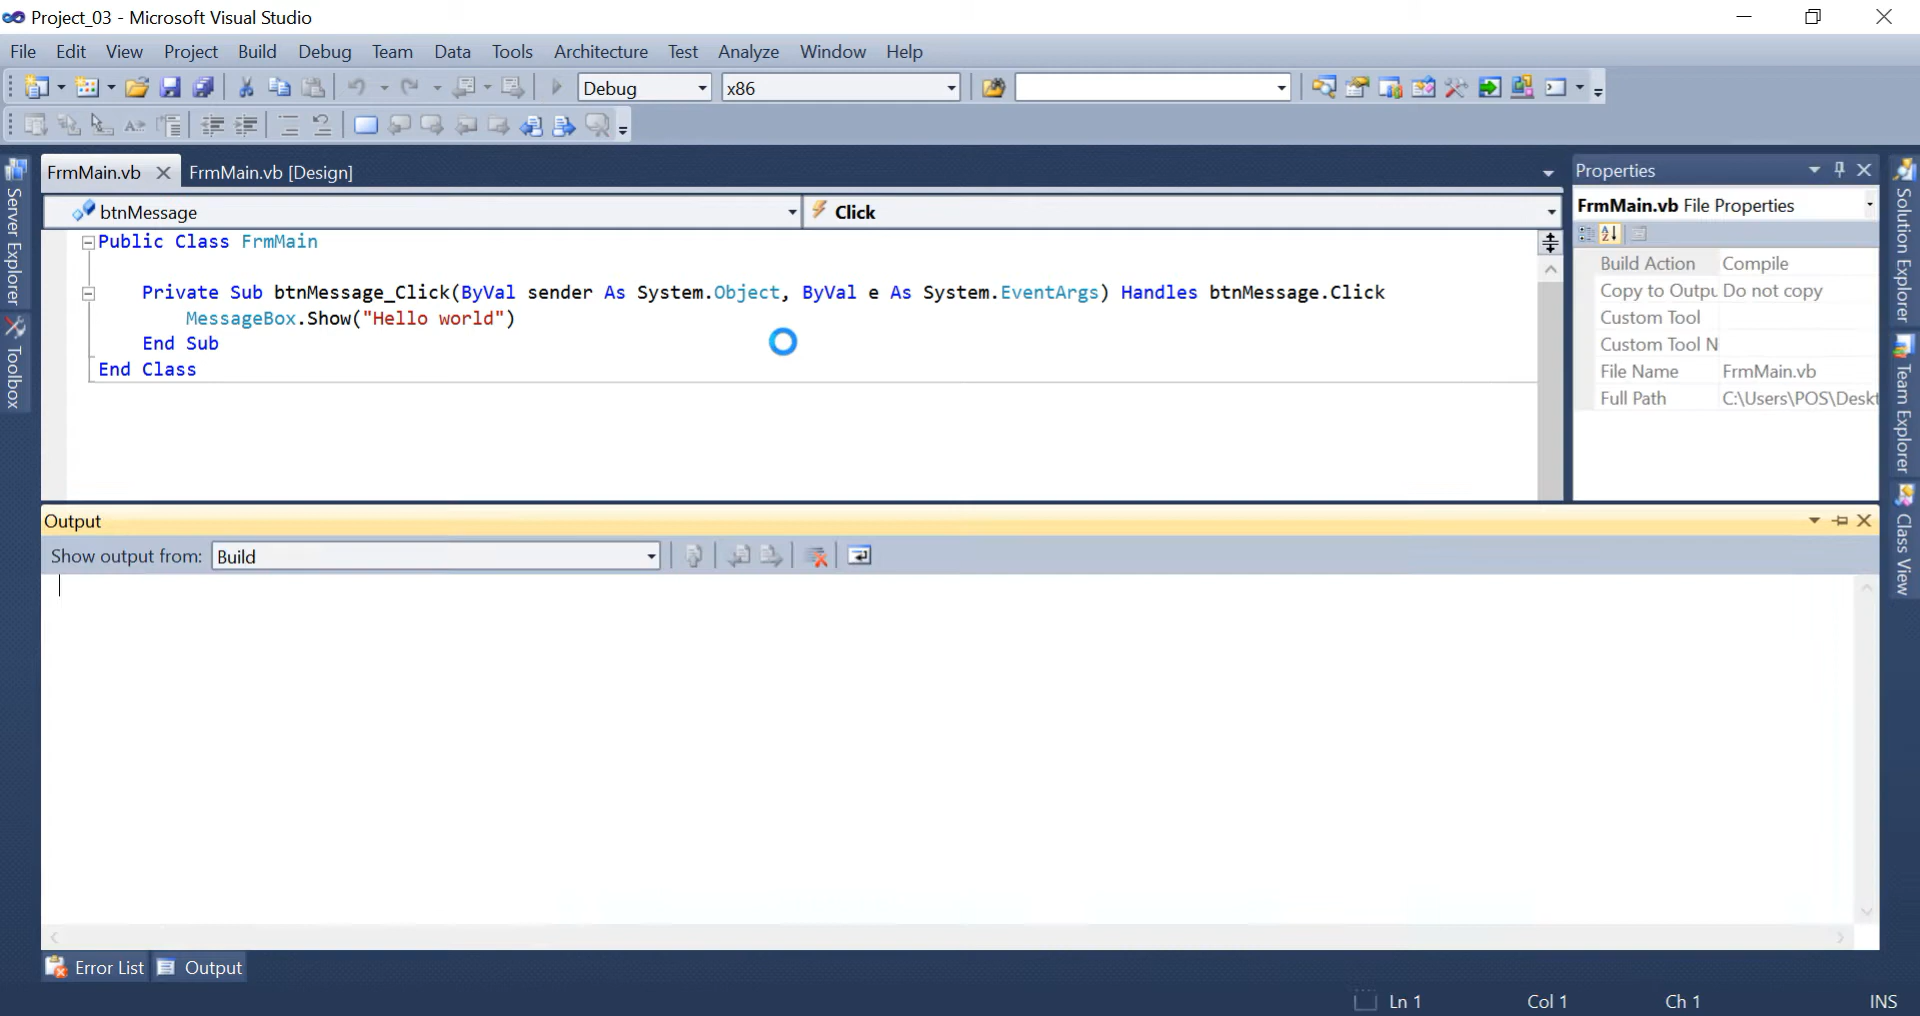 Project_03 - Microsoft Visual Studio
File Edit View Project Build Debug Team Data Tools Architecture Test Analyze Window Help
Debug x86
FrmMain.vb FrmMain.vb [Design]
btnMessage Click
Public Class FrmMain
Private Sub btnMessage_Click(ByVal sender As System.Object, ByVal e As System.EventArgs) Handles btnMessage.Click
MessageBox.Show("Hello world")
End Sub
End Class
Server Explorer
Toolbox
Properties
FrmMain.vb File Properties
Build Action Compile
Copy to Outpu Do not copy
Custom Tool
Custom Tool N
File Name FrmMain.vb
Full Path C:\Users\POS\Deskt
Solution Explorer
Team Explorer
Class View
Output
Show output from: Build
Error List Output
Ln 1 Col 1 Ch 1 INS